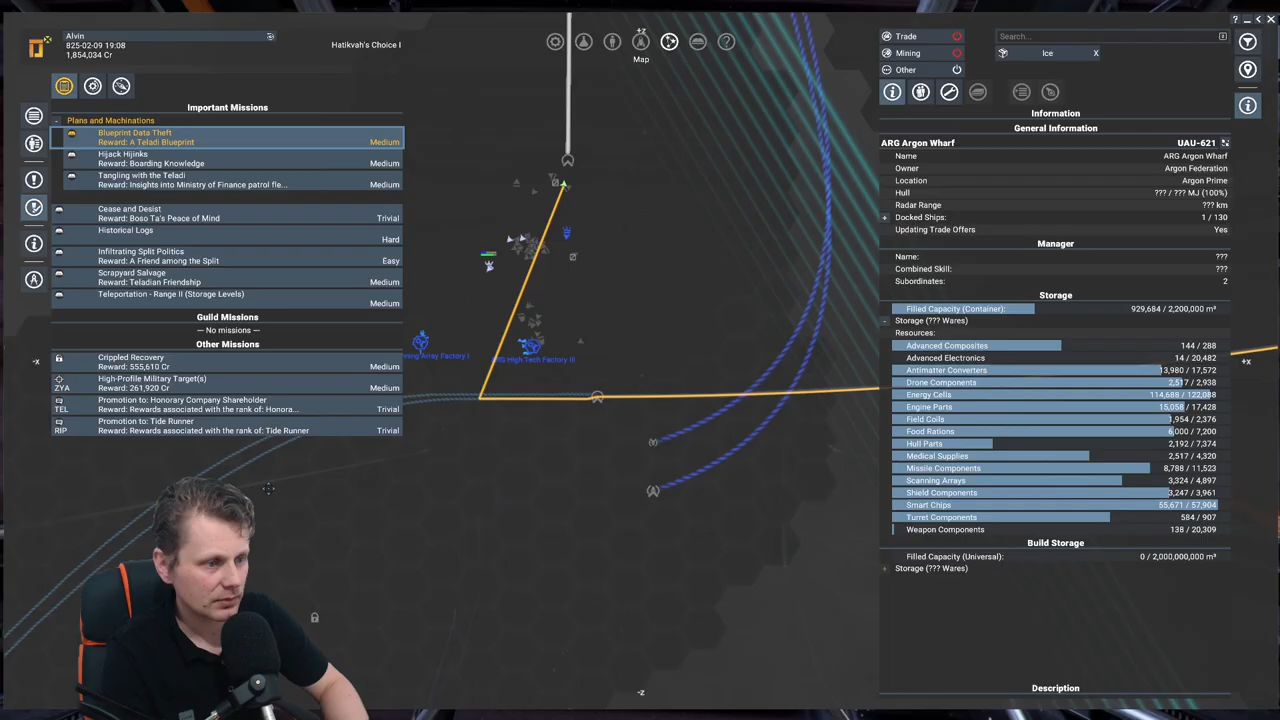 Alvin
825-02-09 19:08
1,854,034 Cr
Hatikvah's Choice I
Important Missions
- Plans and Machinations
Blueprint Data Theft
Reward: A Teladi Blueprint Medium
Hijack Hijinks
Reward: Boarding Knowledge Medium
Tangling with the Teladi
Reward: Insights into Ministry of Finance patrol fle... Medium
Cease and Desist
Reward: Boso Ta's Peace of Mind Trivial
Historical Logs
Hard
Infiltrating Split Politics
Reward: A Friend among the Split Easy
Scrapyard Salvage
Reward: Teladian Friendship Medium
Teleportation - Range II (Storage Levels)
Medium
Guild Missions
— No missions —
Other Missions
Crippled Recovery
Reward: 555,610 Cr Medium
High-Profile Military Target(s)
ZYA Reward: 261,920 Cr Medium
Promotion to: Honorary Company Shareholder
TEL Reward: Rewards associated with the rank of: Honora... Trivial
Promotion to: Tide Runner
RIP Reward: Rewards associated with the rank of: Tide Runner Trivial
+Z
Map
-X
+X
-Z
ning Array Factory I
ARG High Tech Factory III
? _ < X
Trade
Mining
Other
Search...
Ice X
Information
General Information
ARG Argon Wharf UAU-621
Name ARG Argon Wharf
Owner Argon Federation
Location Argon Prime
Hull ??? / ??? MJ (100%)
Radar Range ??? km
+ Docked Ships: 1 / 130
Updating Trade Offers Yes
Manager
Name: ???
Combined Skill: ???
Subordinates: 2
Storage
Filled Capacity (Container): 929,684 / 2,200,000 m³
- Storage (??? Wares)
Resources:
Advanced Composites 144 / 288
Advanced Electronics 14 / 20,482
Antimatter Converters 13,980 / 17,572
Drone Components 2,517 / 2,938
Energy Cells 114,688 / 122,088
Engine Parts 15,058 / 17,428
Field Coils 1,954 / 2,376
Food Rations 6,000 / 7,200
Hull Parts 2,192 / 7,374
Medical Supplies 2,517 / 4,320
Missile Components 8,788 / 11,523
Scanning Arrays 3,324 / 4,897
Shield Components 3,247 / 3,961
Smart Chips 55,671 / 57,904
Turret Components 584 / 907
Weapon Components 138 / 20,309
Build Storage
Filled Capacity (Universal): 0 / 2,000,000,000 m³
+ Storage (??? Wares)
Description